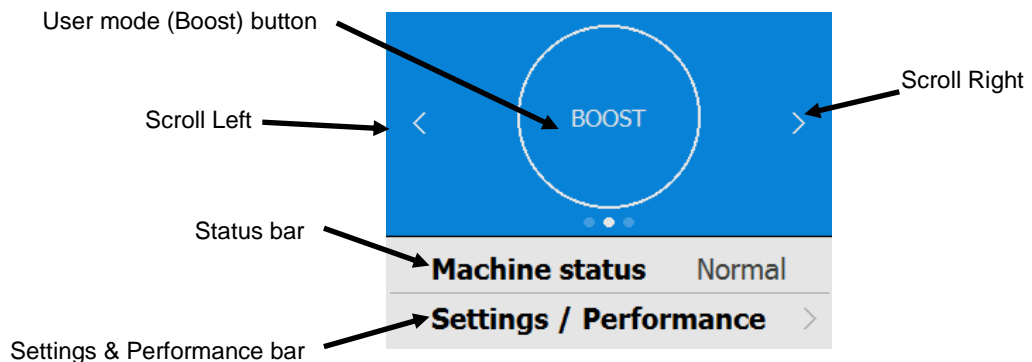 User mode (Boost) button
Scroll Right
Scroll Left
BOOST
Status bar
Machine status Normal
Settings / Performance
Settings & Performance bar